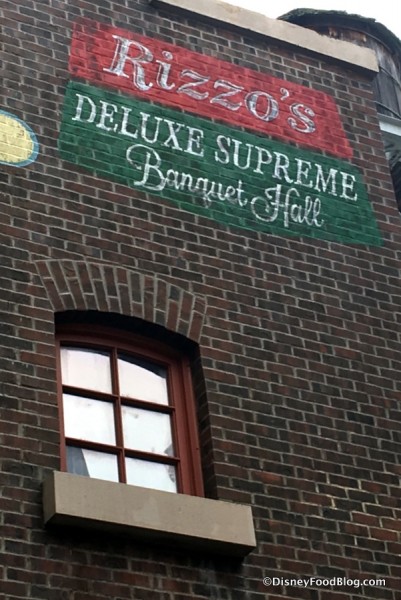 Rizzo's
DELUXE SUPREME
Banquet Hall
©DisneyFoodBlog.com